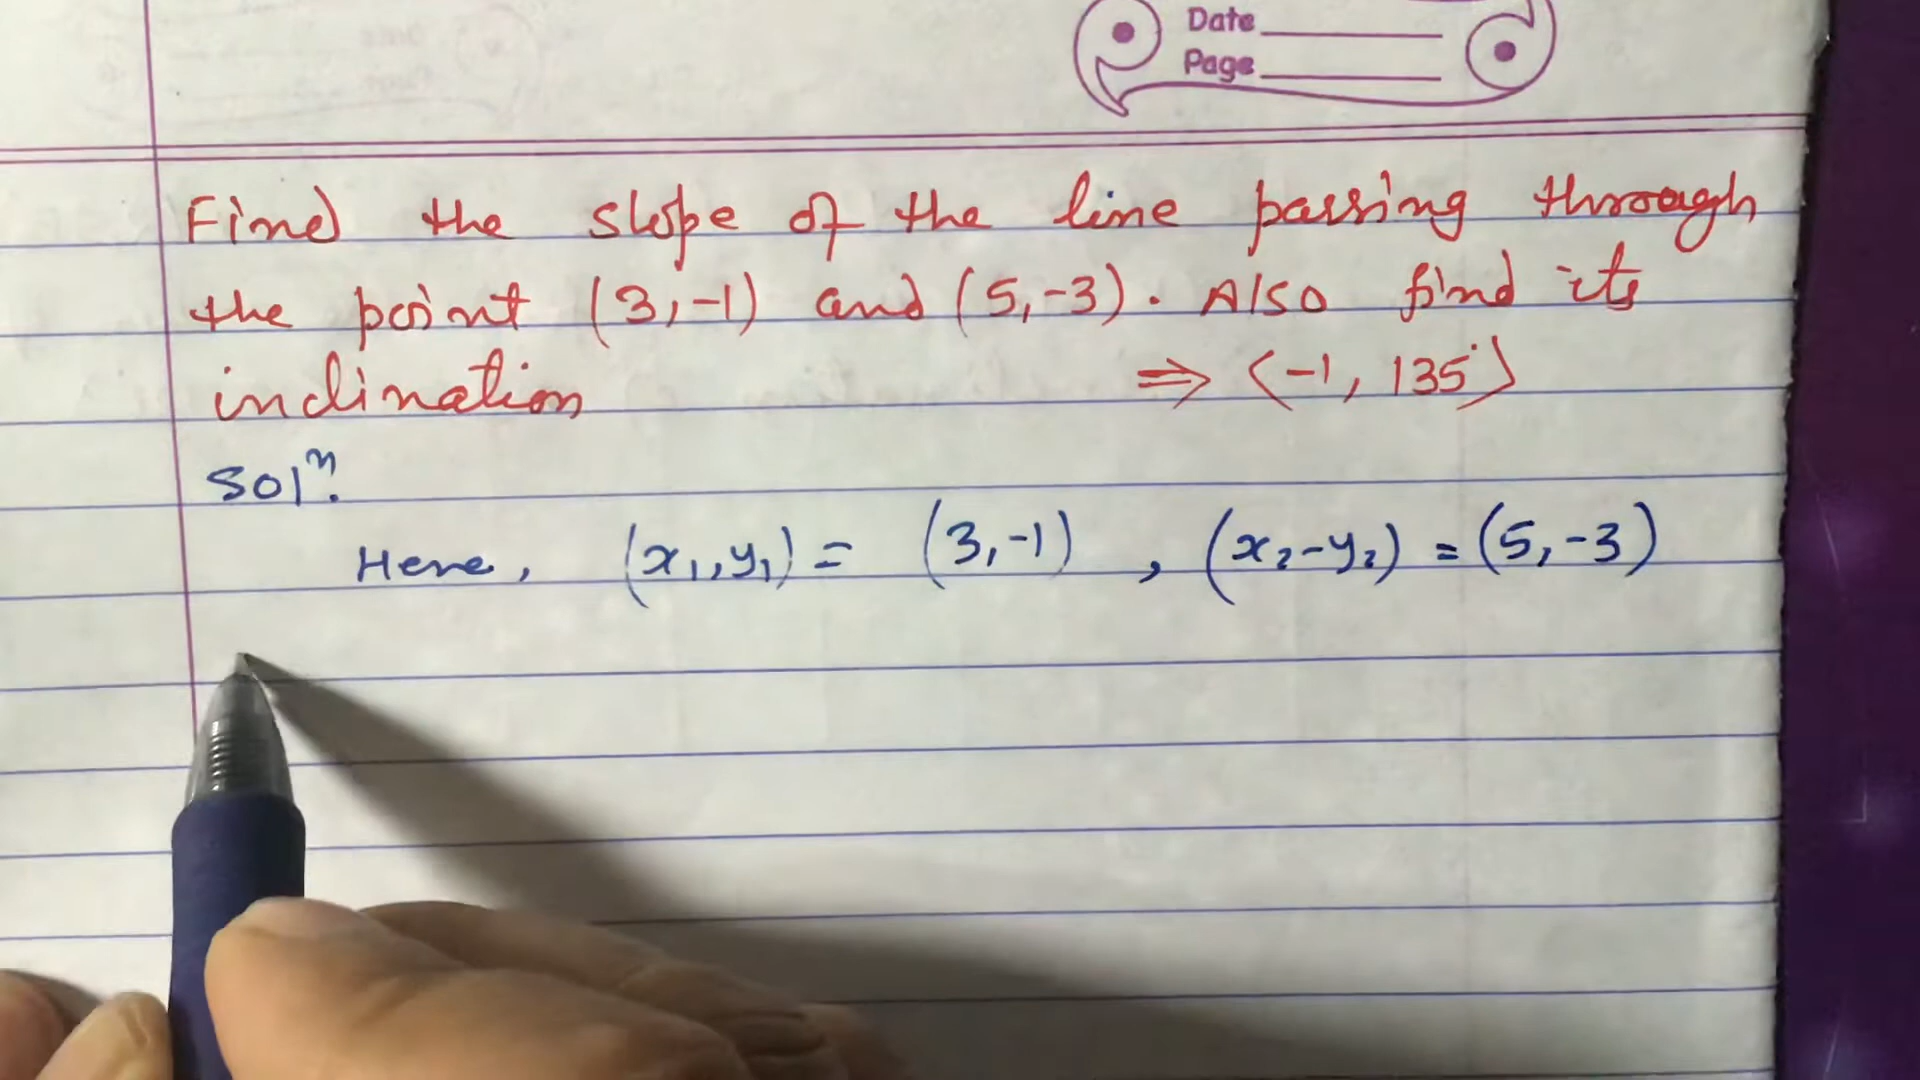 Date
Page
Find the slope of the line passing through
the point (3,-1) and (5,-3). Also find its
inclination ⇒ (-1, 135°)
Solⁿ.
Here, (x₁,y₁) = (3,-1) , (x₂-y₂) = (5,-3)